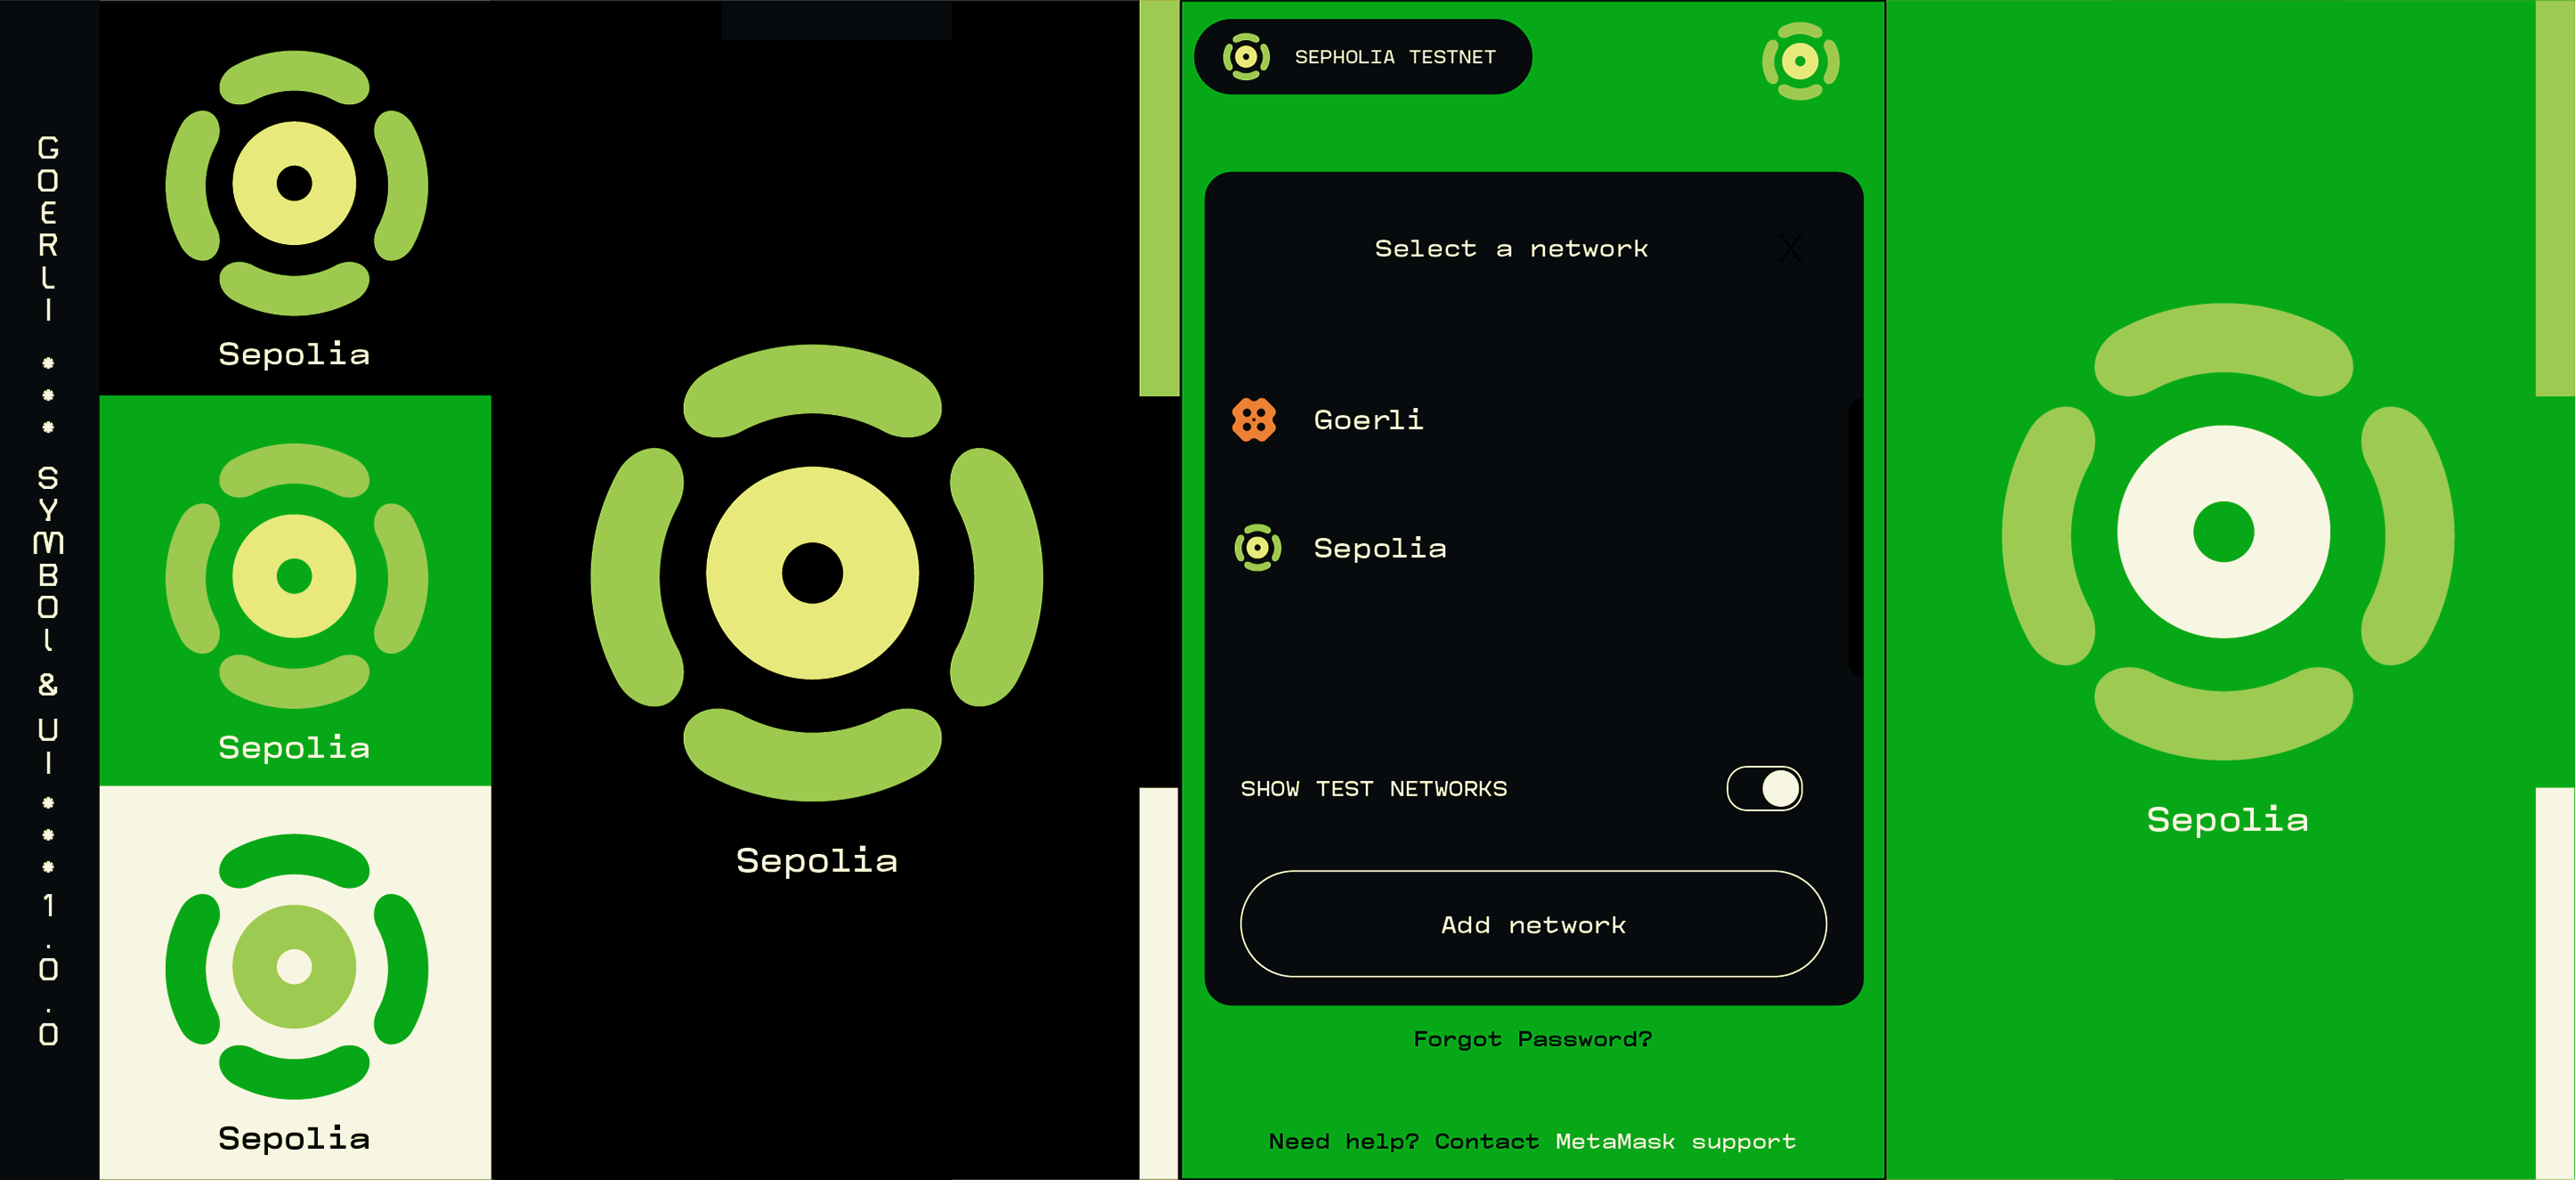 GOERLI *** SYMBOl & UI *** 1.0.0
Sepolia
Sepolia
Sepolia
Sepolia
SEPHOLIA TESTNET
Select a network X
Goerli
Sepolia
SHOW TEST NETWORKS
Add network
Forgot Password?
Need help? Contact MetaMask support
Sepolia